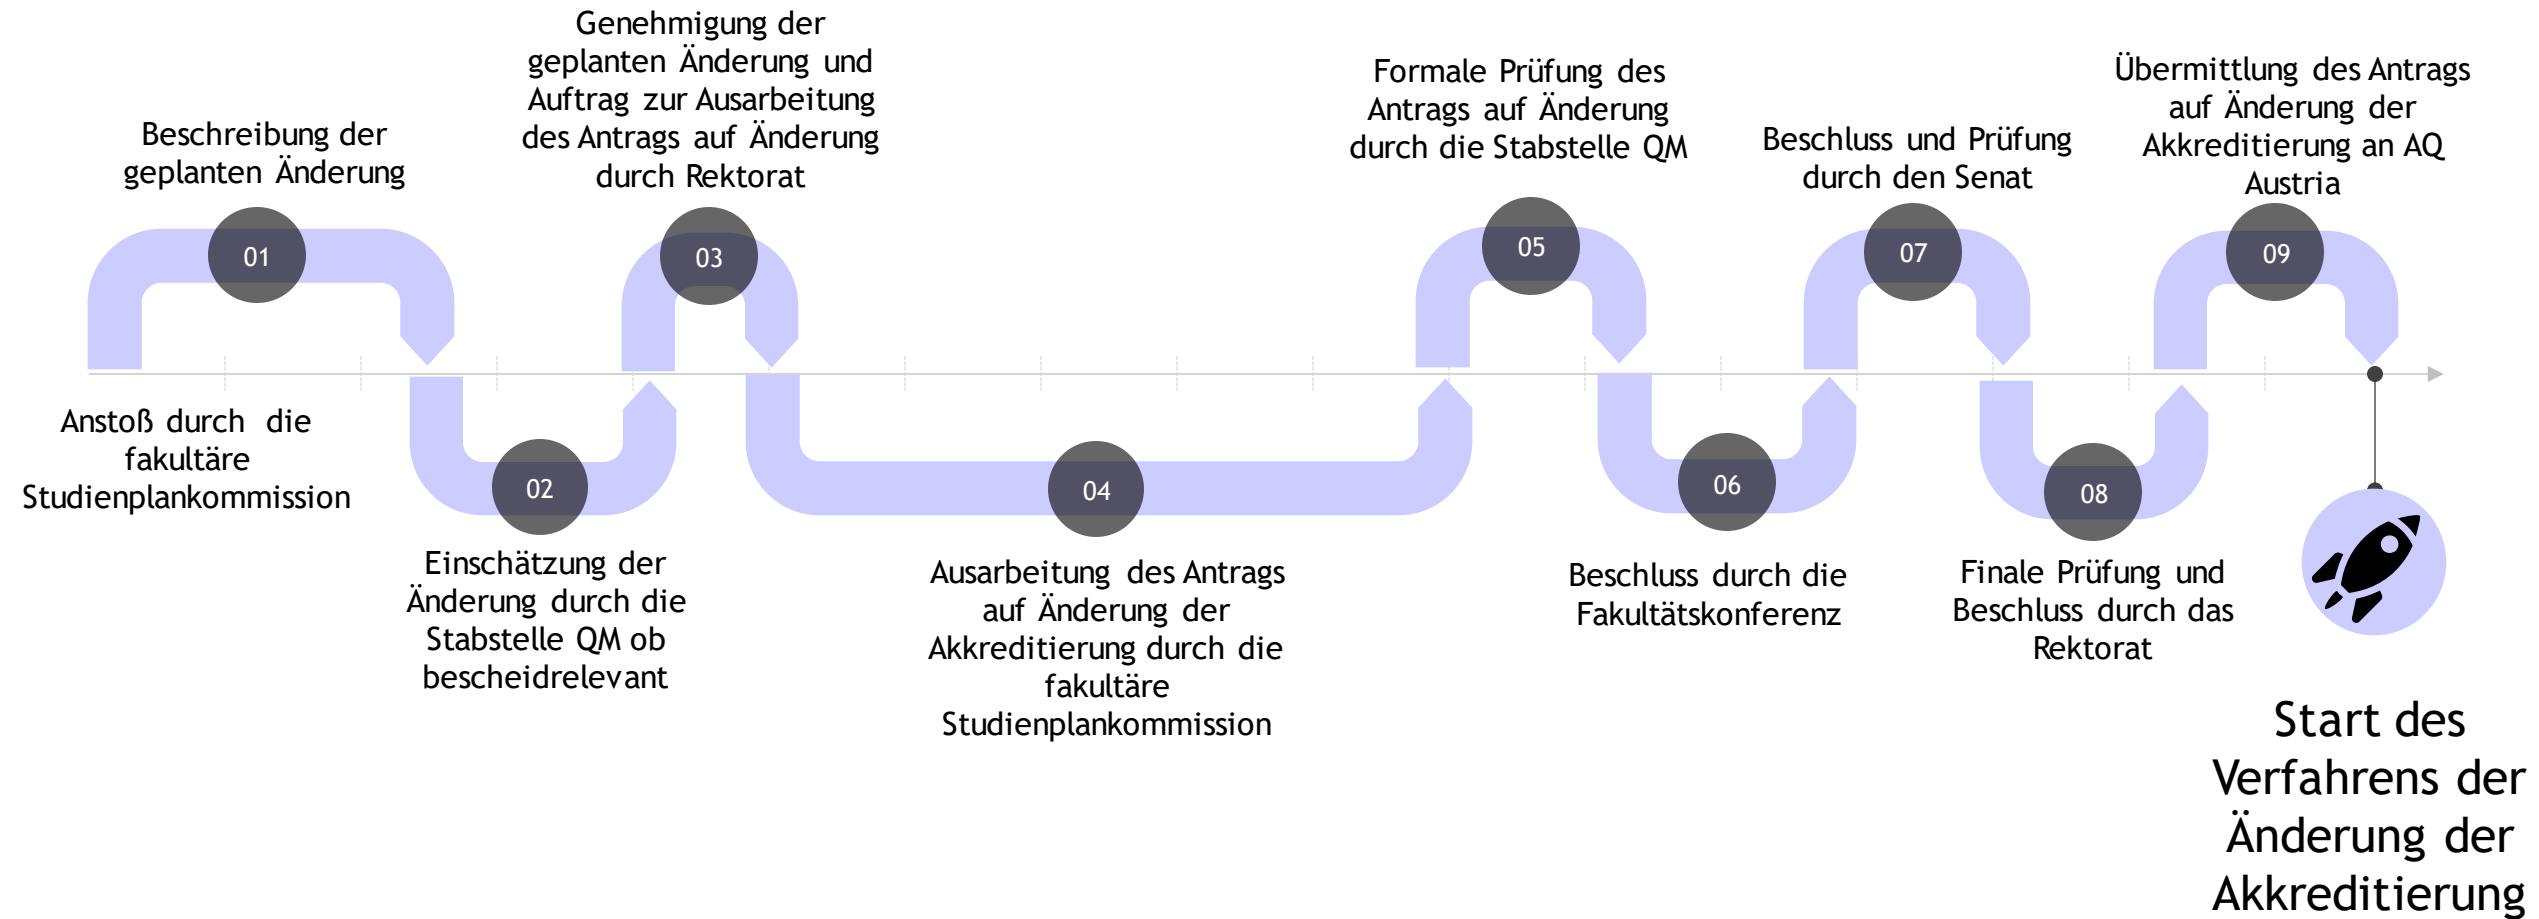 Anstoß durch die
fakultäre
Studienplankommission
Beschreibung der
geplanten Änderung
01
02
Einschätzung der
Änderung durch die
Stabstelle QM ob
bescheidrelevant
Genehmigung der
geplanten Änderung und
Auftrag zur Ausarbeitung
des Antrags auf Änderung
durch Rektorat
03
04
Ausarbeitung des Antrags
auf Änderung der
Akkreditierung durch die
fakultäre
Studienplankommission
Formale Prüfung des
Antrags auf Änderung
durch die Stabstelle QM
05
06
Beschluss durch die
Fakultätskonferenz
Beschluss und Prüfung
durch den Senat
07
08
Finale Prüfung und
Beschluss durch das
Rektorat
Übermittlung des Antrags
auf Änderung der
Akkreditierung an AQ
Austria
09
Start des
Verfahrens der
Änderung der
Akkreditierung